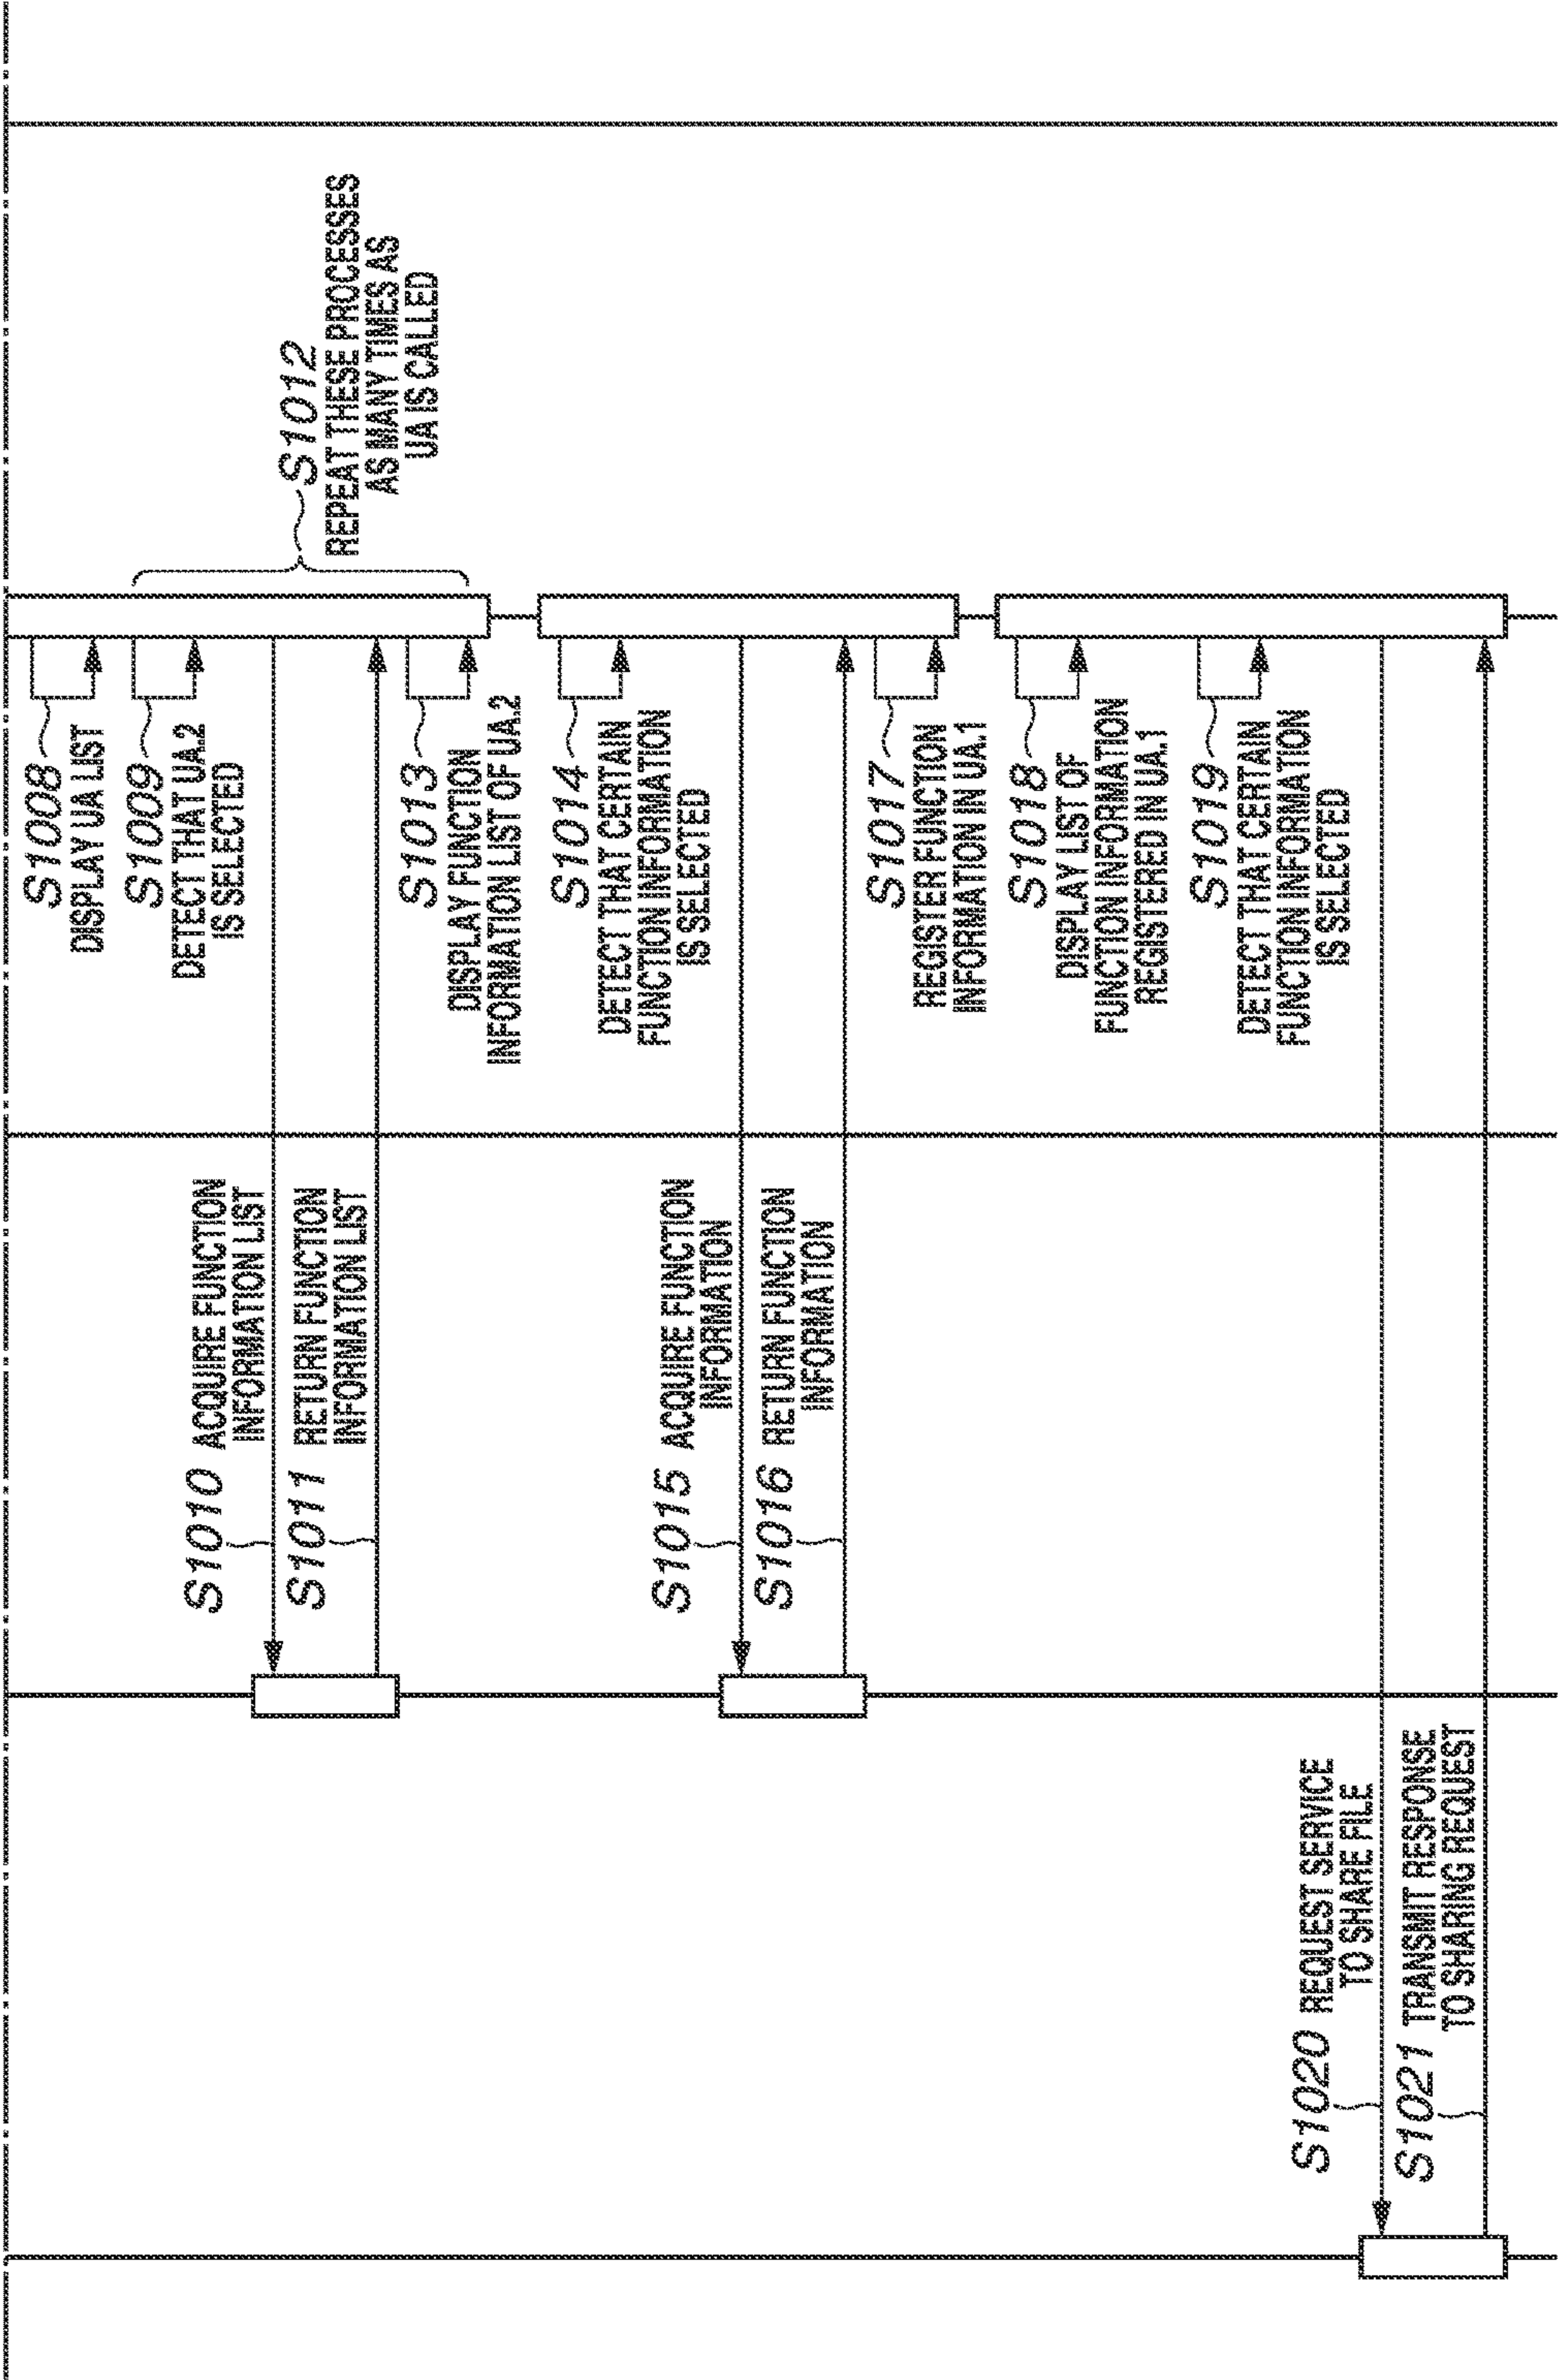 S1008
DISPLAY UA LIST
S1009
DETECT THAT UA.2
IS SELECTED
S1010 ACQUIRE FUNCTION
INFORMATION LIST
S1011 RETURN FUNCTION
INFORMATION LIST
S1012
REPEAT THESE PROCESSES
AS MANY TIMES AS
UA IS CALLED
S1013
DISPLAY FUNCTION
INFORMATION LIST OF UA.2
S1014
DETECT THAT CERTAIN
FUNCTION INFORMATION
IS SELECTED
S1015 ACQUIRE FUNCTION
INFORMATION
S1016 RETURN FUNCTION
INFORMATION
S1017
REGISTER FUNCTION
INFORMATION IN UA.1
S1018
DISPLAY LIST OF
FUNCTION INFORMATION
REGISTERED IN UA.1
S1019
DETECT THAT CERTAIN
FUNCTION INFORMATION
IS SELECTED
S1020 REQUEST SERVICE
TO SHARE FILE
S1021 TRANSMIT RESPONSE
TO SHARING REQUEST